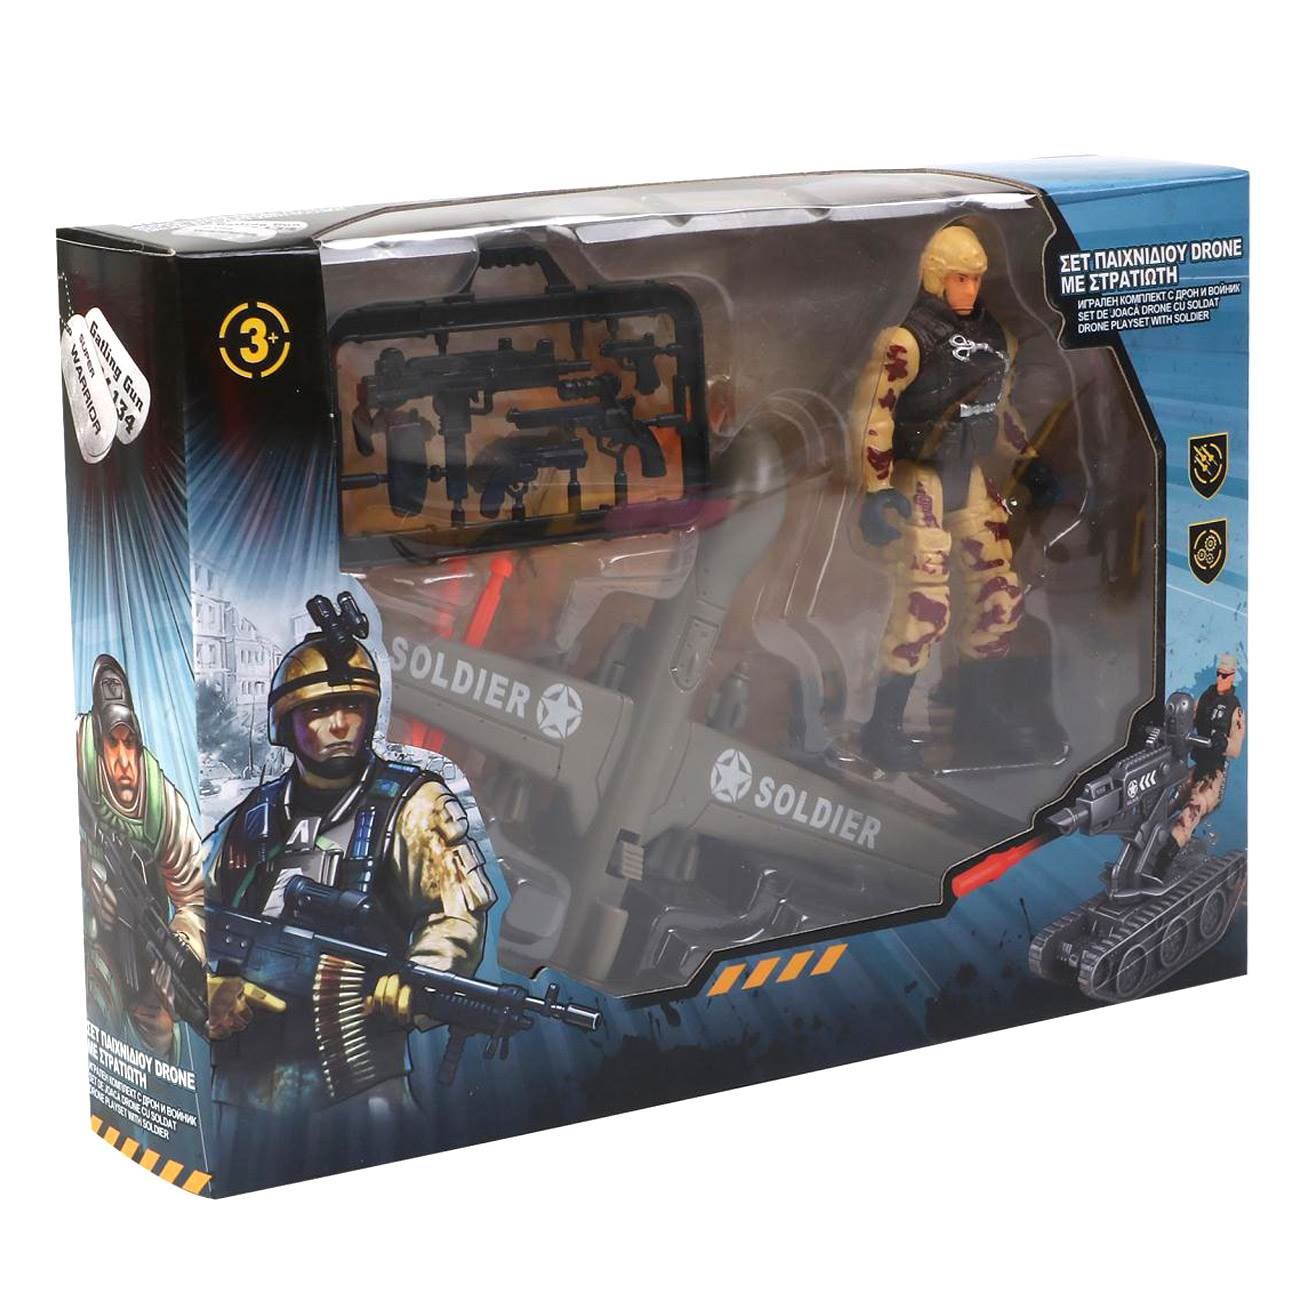 Gatling Gun
SUPER
134
WARRIOR
3+
ΣΕΤ ΠΑΙΧΝΙΔΙΟΥ DRONE
ΜΕ ΣΤΡΑΤΙΩΤΗ
ИГРАЛЕН КОМПЛЕКТ С ДРОН И ВОЙНИК
SET DE JOACĂ DRONE CU SOLDAT
DRONE PLAYSET WITH SOLDIER
SOLDIER
SOLDIER
ΣΕΤ ΠΑΙΧΝΙΔΙΟΥ DRONE
ΜΕ ΣΤΡΑΤΙΩΤΗ
ИГРАЛЕН КОМПЛЕКТ С ДРОН И ВОЙНИК
SET DE JOACĂ DRONE CU SOLDAT
DRONE PLAYSET WITH SOLDIER